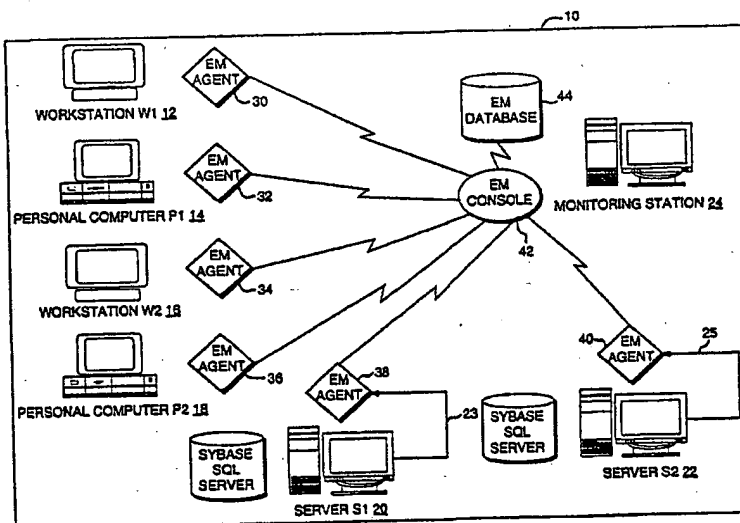 10
EM
AGENT
30
WORKSTATION W1 12
EM
DATABASE
44
EM
AGENT
32
PERSONAL COMPUTER P1 14
EM
CONSOLE
42
MONITORING STATION 24
EM
AGENT
34
WORKSTATION W2 16
EM
AGENT
36
PERSONAL COMPUTER P2 18
EM
AGENT
38
23
SYBASE
SQL
SERVER
SERVER S1 20
40
EM
AGENT
25
SYBASE
SQL
SERVER
SERVER S2 22